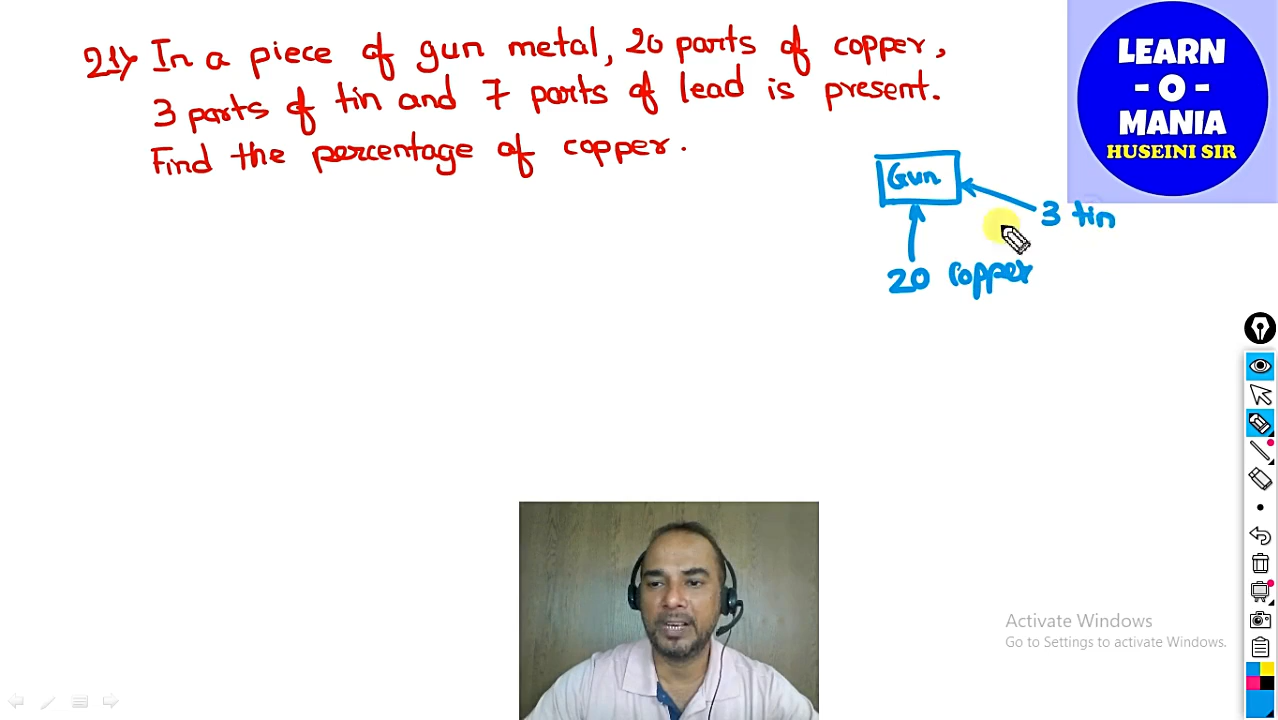 21) In a piece of gun metal, 20 parts of copper,
3 parts of tin and 7 parts of lead is present.
Find the percentage of copper.
LEARN
- O -
MANIA
HUSEINI SIR
Gun
3 tin
20 copper
Activate Windows
Go to Settings to activate Windows.